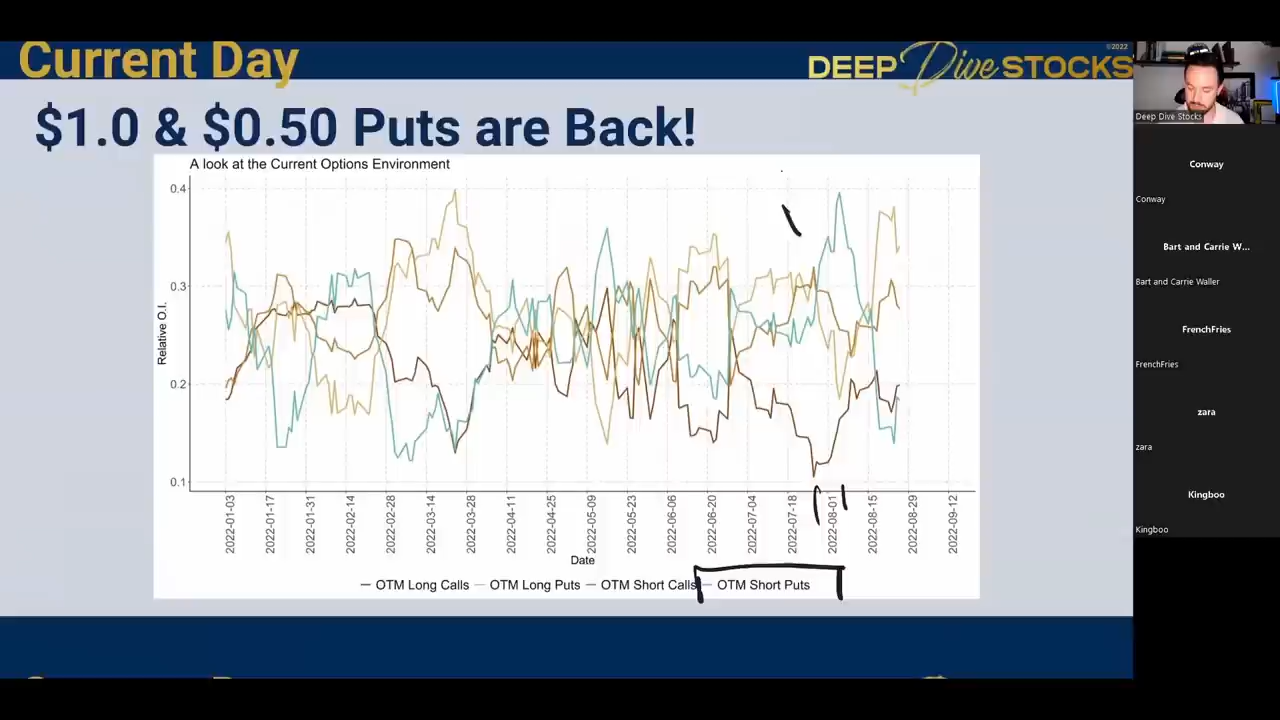 Current Day
©2022
DEEP Dive STOCKS
$1.0 & $0.50 Puts are Back!
A look at the Current Options Environment
0.4
0.3
0.2
0.1
Relative O.I.
2022-01-03
2022-01-17
2022-01-31
2022-02-14
2022-02-28
2022-03-14
2022-03-28
2022-04-11
2022-04-25
2022-05-09
2022-05-23
2022-06-06
2022-06-20
2022-07-04
2022-07-18
2022-08-01
2022-08-15
2022-08-29
2022-09-12
Date
OTM Long Calls OTM Long Puts OTM Short Calls OTM Short Puts
Deep Dive Stocks
Conway
Conway
Bart and Carrie W...
Bart and Carrie Waller
FrenchFries
FrenchFries
zara
zara
Kingboo
Kingboo